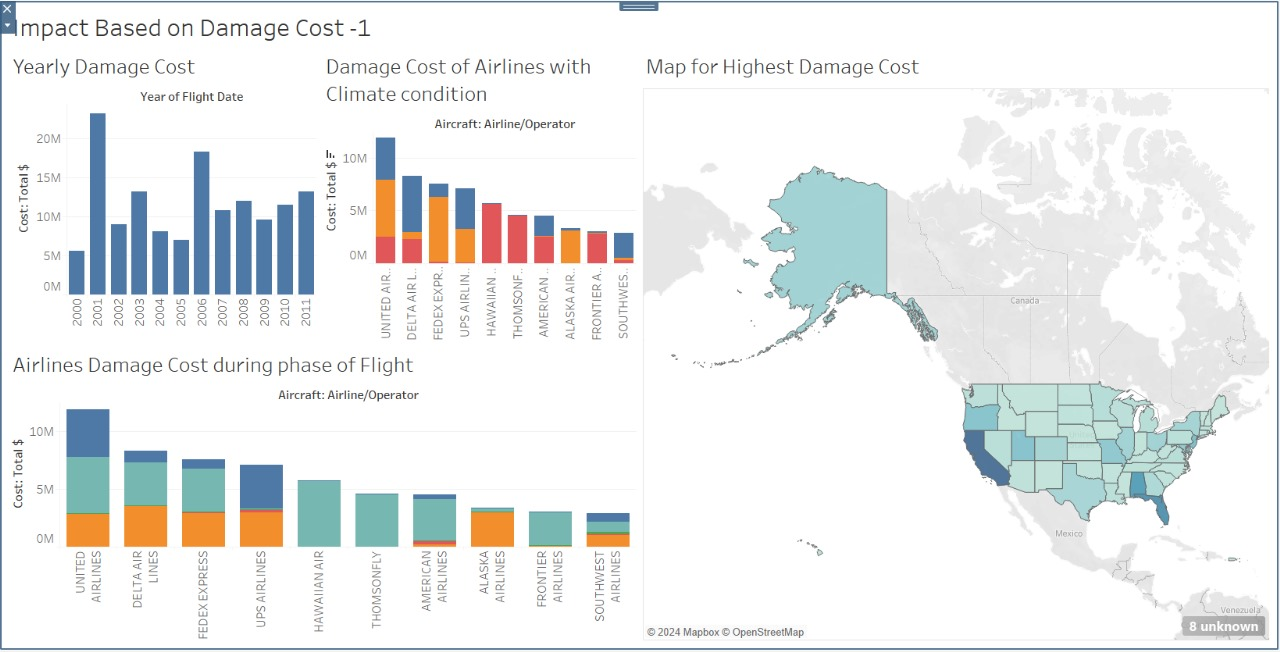 Impact Based on Damage Cost -1
Yearly Damage Cost
Year of Flight Date
Cost: Total $
20M
15M
10M
5M
0M
2000
2001
2002
2003
2004
2005
2006
2007
2008
2009
2010
2011
Damage Cost of Airlines with
Climate condition
Aircraft: Airline/Operator
Cost: Total $
10M
5M
0M
UNITED AIR..
DELTA AIR L..
FEDEX EXPR..
UPS AIRLIN..
HAWAIIAN ..
THOMSONF..
AMERICAN ..
ALASKA AIR..
FRONTIER A..
SOUTHWES..
Airlines Damage Cost during phase of Flight
Aircraft: Airline/Operator
Cost: Total $
10M
5M
0M
UNITED
AIRLINES
DELTA AIR
LINES
FEDEX EXPRESS
UPS AIRLINES
HAWAIIAN AIR
THOMSONFLY
AMERICAN
AIRLINES
ALASKA
AIRLINES
FRONTIER
AIRLINES
SOUTHWEST
AIRLINES
Map for Highest Damage Cost
Canada
Mexico
Venezuela
8 unknown
© 2024 Mapbox © OpenStreetMap